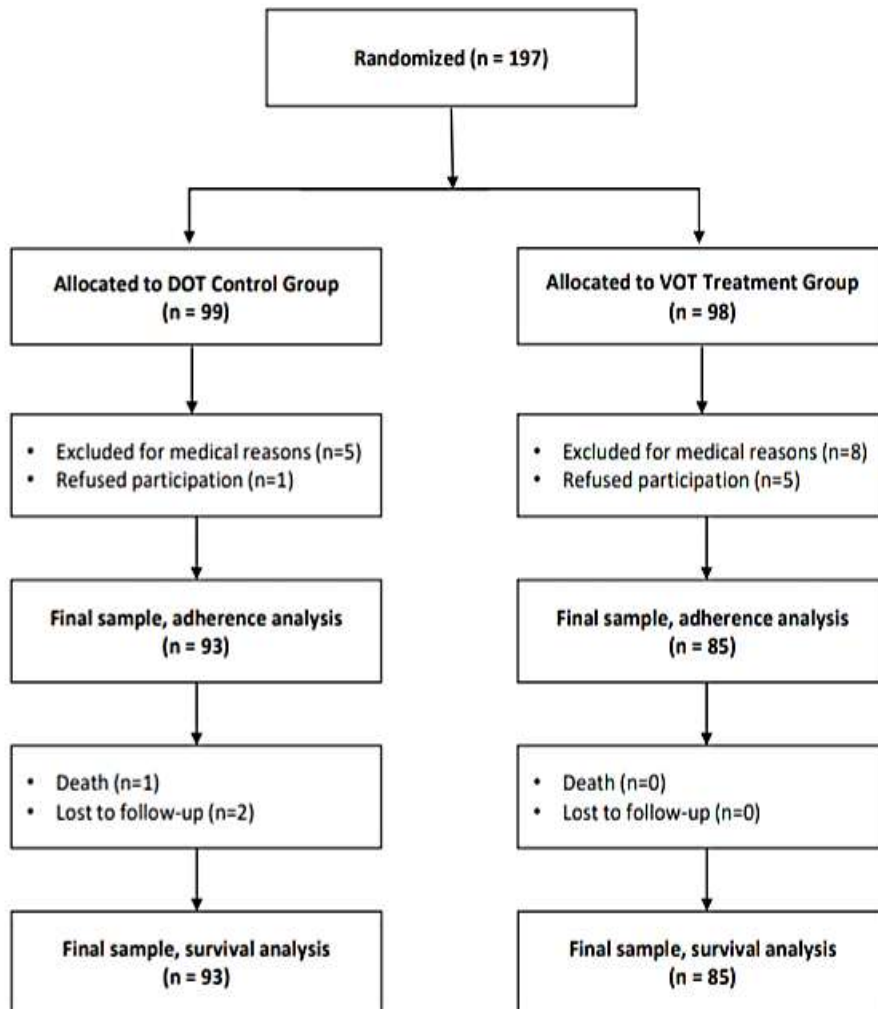 Randomized (n = 197)
Allocated to DOT Control Group
(n = 99)
Allocated to VOT Treatment Group
(n = 98)
• Excluded for medical reasons (n=5)
• Refused participation (n=1)
• Excluded for medical reasons (n=8)
• Refused participation (n=5)
Final sample, adherence analysis
(n = 93)
Final sample, adherence analysis
(n = 85)
• Death (n=1)
• Lost to follow-up (n=2)
• Death (n=0)
• Lost to follow-up (n=0)
Final sample, survival analysis
(n = 93)
Final sample, survival analysis
(n = 85)